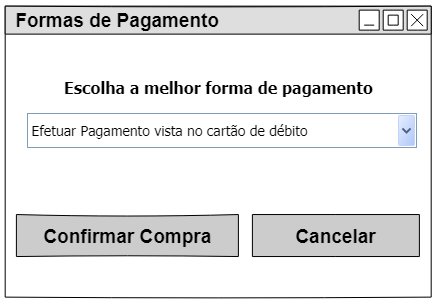 Formas de Pagamento
Escolha a melhor forma de pagamento
Efetuar Pagamento vista no cartão de débito
Confirmar Compra
Cancelar